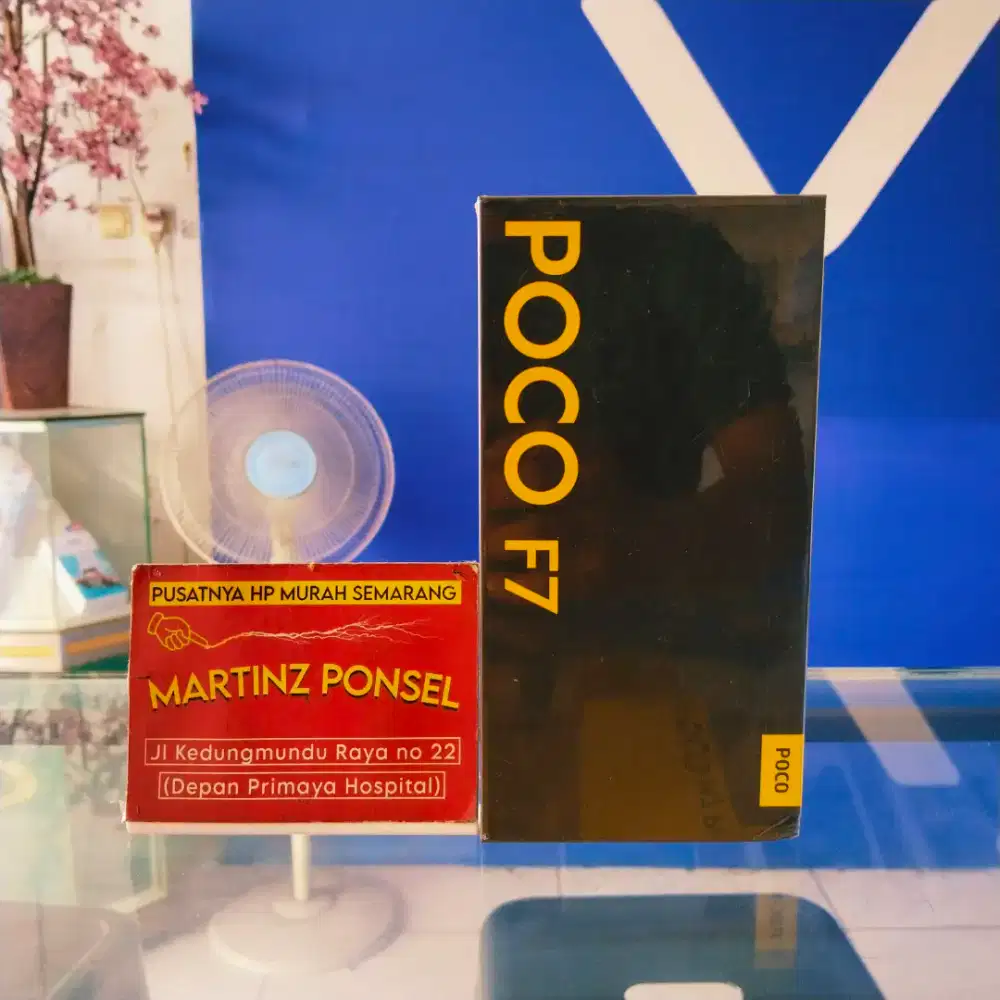 PUSATNYA HP MURAH SEMARANG
MARTINZ PONSEL
Jl Kedungmundu Raya no 22
(Depan Primaya Hospital)
POCO F7
POCO